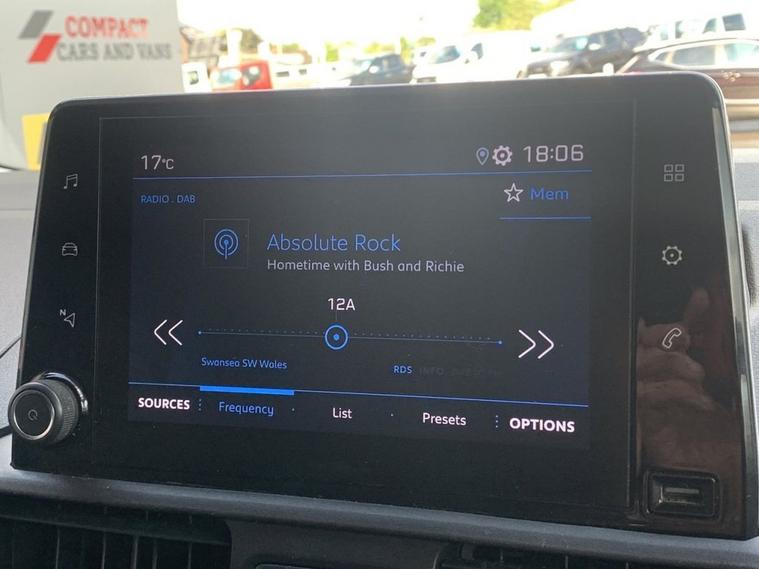 COMPACT
CARS AND VANS
17°C
18:06
RADIO . DAB
Mem
Absolute Rock
Hometime with Bush and Richie
12A
N
Swansea SW Wales
RDS INFO
SOURCES
Frequency
List
Presets
OPTIONS